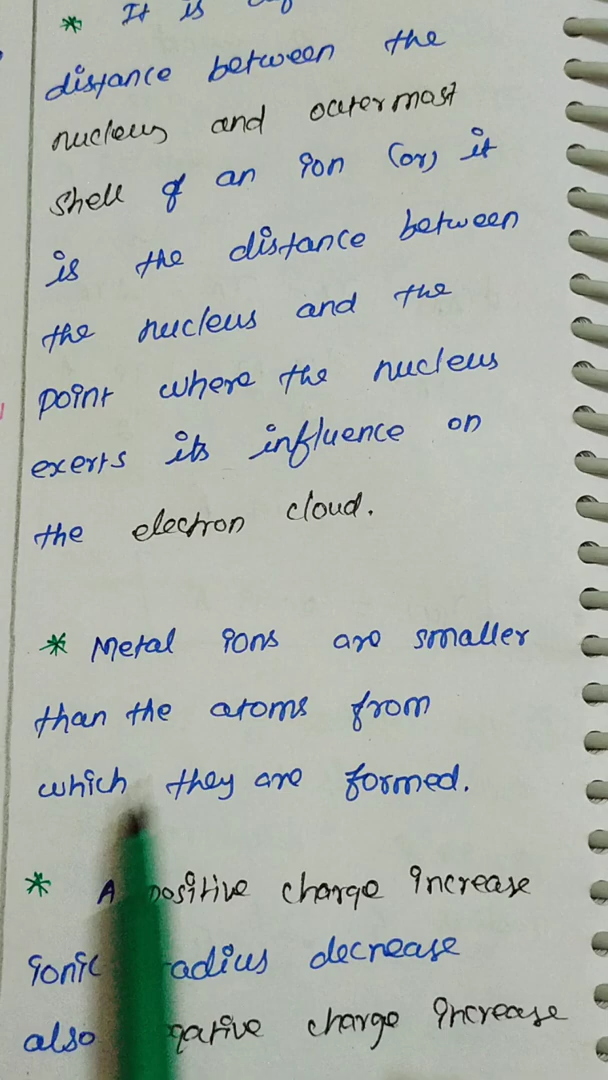 * It is
distance between the
nucleus and outermost
shell of an ion (or) it
is the distance between
the nucleus and the
point where the nucleus
exerts its influence on
the electron cloud.
* Metal ions are smaller
than the atoms from
which they are formed.
* A positive charge increase
ionic radius decrease
also negative charge increase